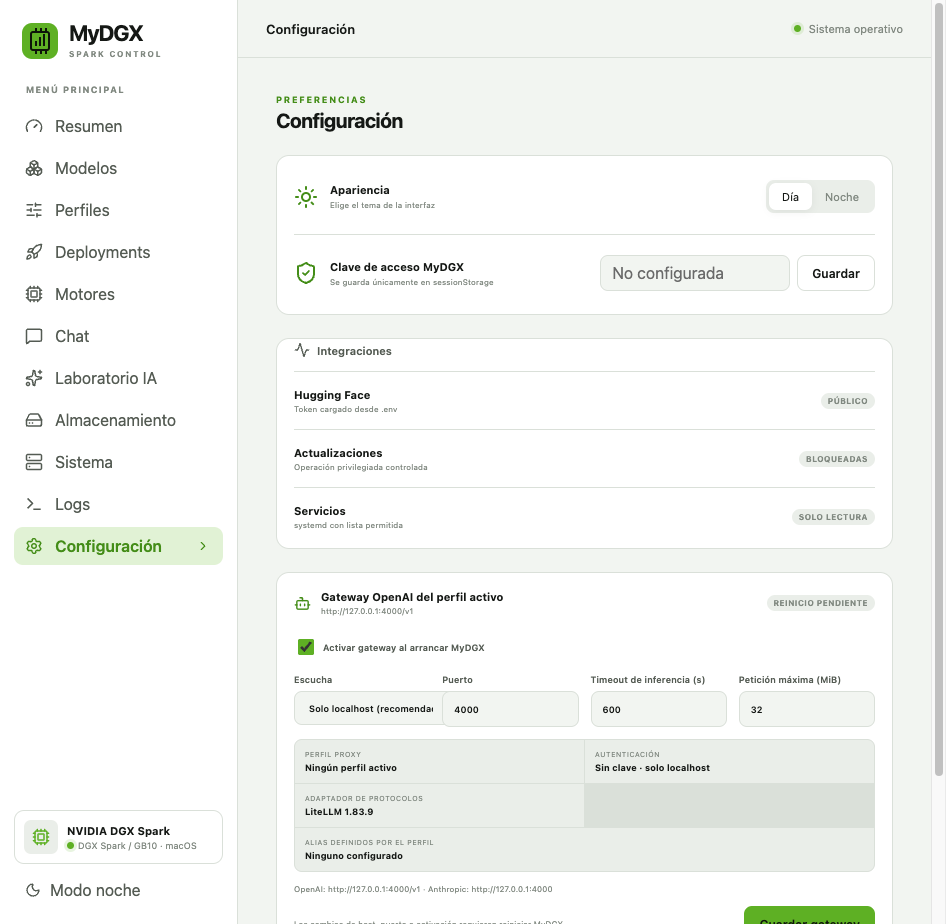 MyDGX
SPARK CONTROL
MENÚ PRINCIPAL
Resumen
Modelos
Perfiles
Deployments
Motores
Chat
Laboratorio IA
Almacenamiento
Sistema
Logs
Configuración
NVIDIA DGX Spark
DGX Spark / GB10 · macOS
Modo noche
Configuración
Sistema operativo
PREFERENCIAS
Configuración
Apariencia
Elige el tema de la interfaz
Día
Noche
Clave de acceso MyDGX
Se guarda únicamente en sessionStorage
No configurada
Guardar
Integraciones
Hugging Face
Token cargado desde .env
PÚBLICO
Actualizaciones
Operación privilegiada controlada
BLOQUEADAS
Servicios
systemd con lista permitida
SOLO LECTURA
Gateway OpenAI del perfil activo
http://127.0.0.1:4000/v1
REINICIO PENDIENTE
Activar gateway al arrancar MyDGX
Escucha
Puerto
Timeout de inferencia (s)
Petición máxima (MiB)
Solo localhost (recomendad
4000
600
32
PERFIL PROXY
Ningún perfil activo
AUTENTICACIÓN
Sin clave · solo localhost
ADAPTADOR DE PROTOCOLOS
LiteLLM 1.83.9
ALIAS DEFINIDOS POR EL PERFIL
Ninguno configurado
OpenAI: http://127.0.0.1:4000/v1 · Anthropic: http://127.0.0.1:4000
Guardar gateway